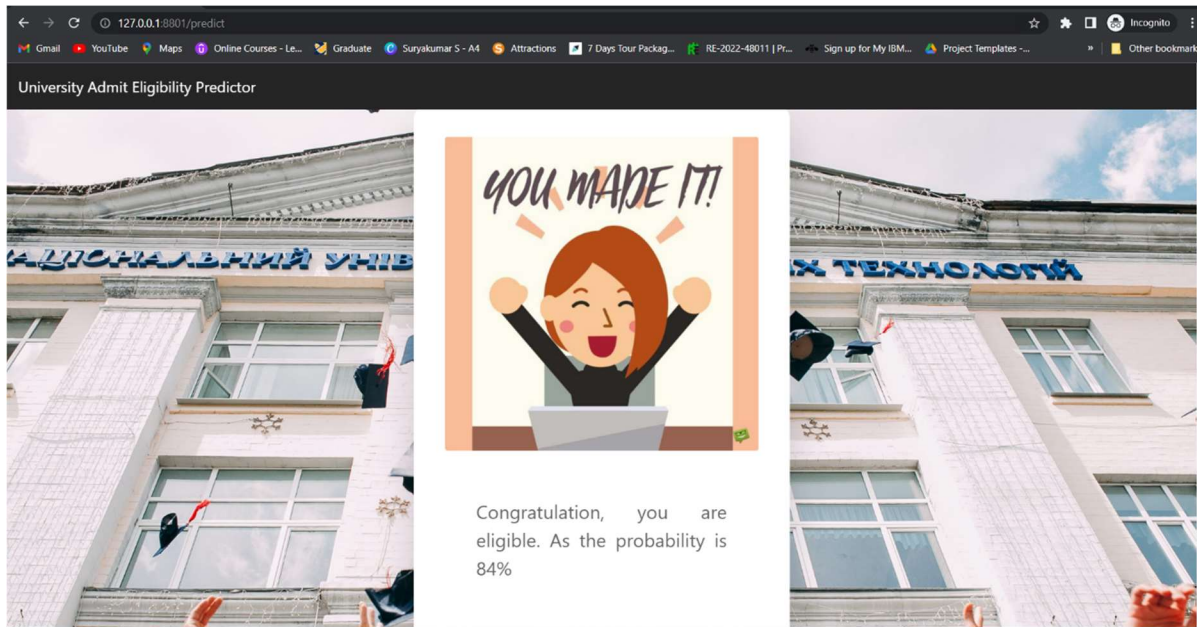 127.0.0.1:8801/predict
Incognito
Gmail YouTube Maps Online Courses - Le... Graduate Suryakumar S - A4 Attractions 7 Days Tour Packag... RE-2022-48011 | Pr... Sign up for My IBM... Project Templates -... » Other bookmark
University Admit Eligibility Predictor
YOU MADE IT!
АЦІОНАЛЬНИЙ УНІВ
Х ТЕХНОЛОГІЙ
Congratulation, you are
eligible. As the probability is
84%